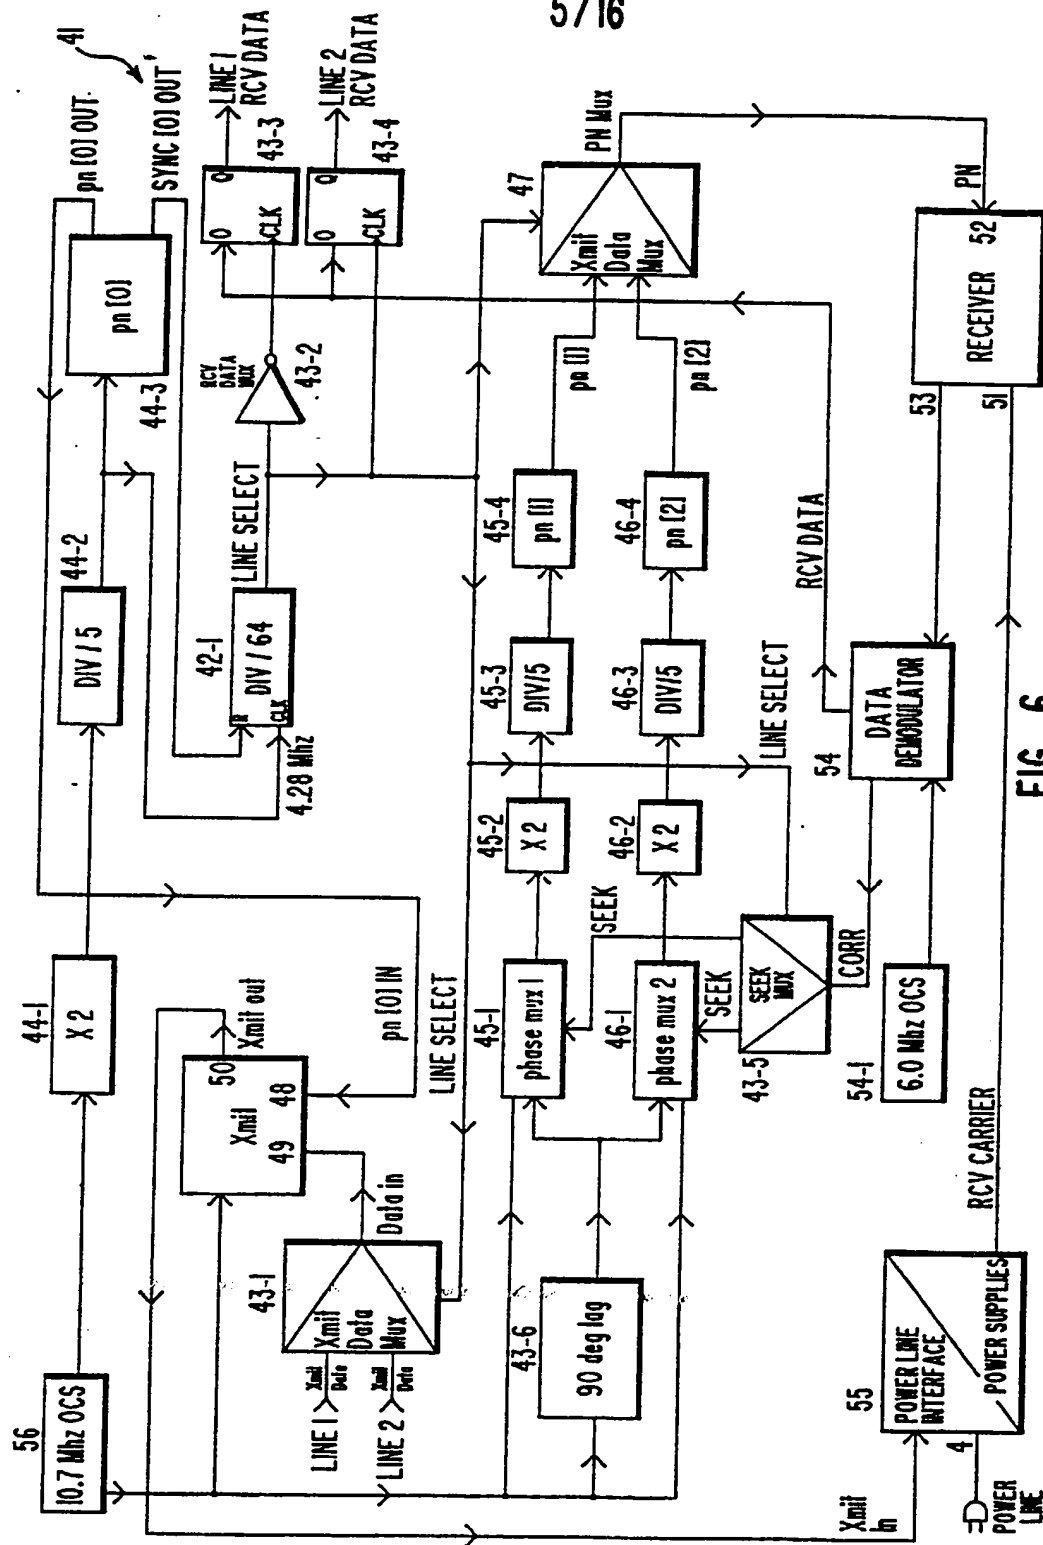 5/16
41
56
10.7 Mhz OCS
44-1
X 2
44-2
DIV / 5
44-3
pn [0]
pn [0] OUT
SYNC [0] OUT'
LINE 1
RCV DATA
43-3
O
Q
CLK
LINE 2
RCV DATA
43-4
O
Q
CLK
RCV
DATA
MUX
43-2
LINE SELECT
42-1
DIV / 64
R
CLK
4.28 Mhz
Xmit out
50
Xmit
49
48
pn [0] IN
Data in
43-1
Xmit
Data
Mux
LINE 1
Xmit
Data
LINE 2
Xmit
Data
LINE SELECT
47
Xmit
Data
Mux
PN Mux
pn [1]
pn [2]
45-1
phase mux 1
45-2
X 2
45-3
DIV/5
45-4
pn [1]
46-1
phase mux 2
46-2
X 2
46-3
DIV/5
46-4
pn [2]
43-6
90 deg lag
SEEK
SEEK
SEEK
MUX
43-5
CORR
LINE SELECT
RCV DATA
54
DATA
DEMODULATOR
54-1
6.0 Mhz OCS
53
51
RECEIVER 52
PN
RCV CARRIER
55
POWER LINE
INTERFACE
POWER SUPPLIES
4
Xmit
In
POWER
LINE
FIG. 6